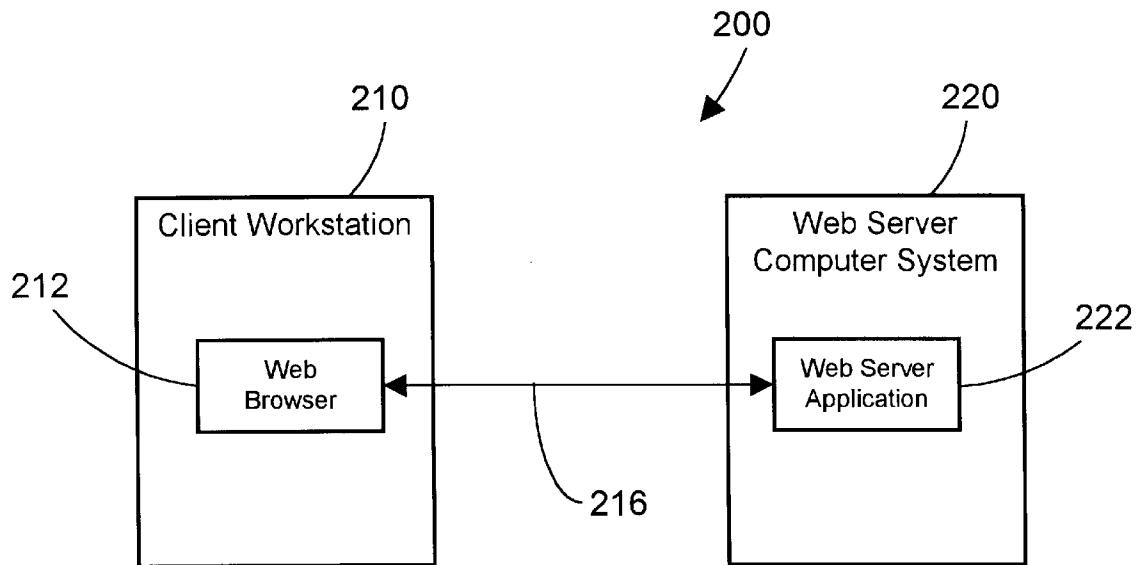 200
210
220
Client Workstation
Web Server
Computer System
212
222
Web
Browser
Web Server
Application
216